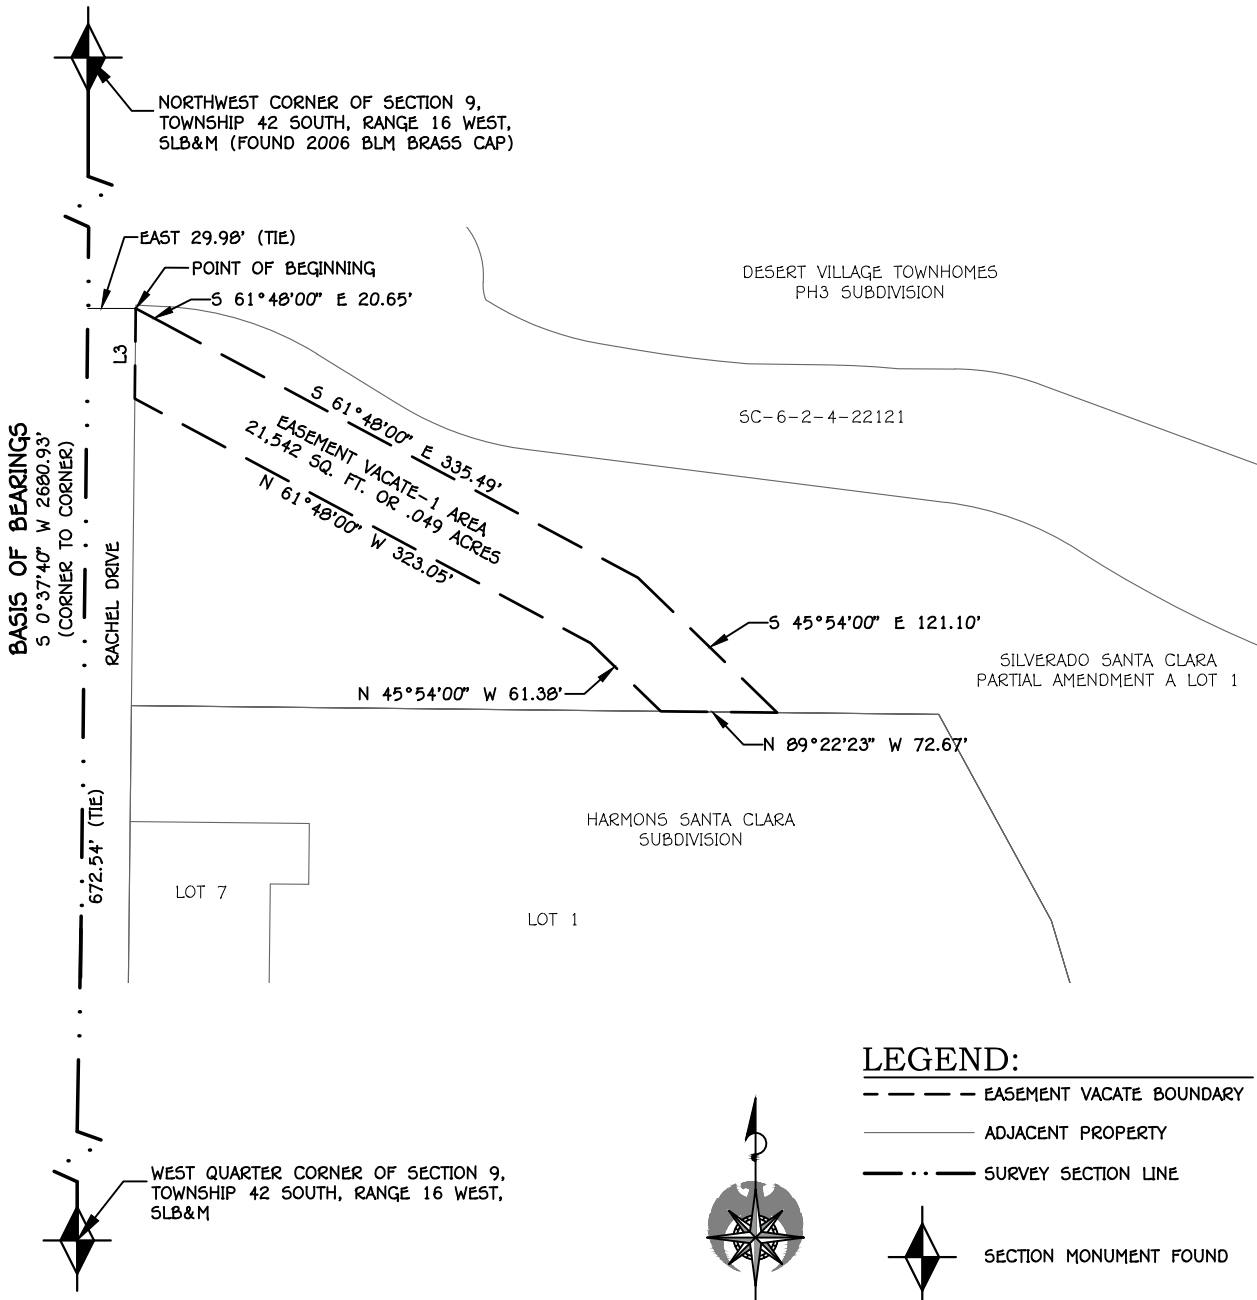 NORTHWEST CORNER OF SECTION 9,
TOWNSHIP 42 SOUTH, RANGE 16 WEST,
SLB&M (FOUND 2006 BLM BRASS CAP)
EAST 29.98' (TIE)
POINT OF BEGINNING
S 61°48'00" E 20.65'
DESERT VILLAGE TOWNHOMES
PH3 SUBDIVISION
L3
S 61°48'00" E 335.49'
EASEMENT VACATE-1 AREA
21,542 SQ. FT. OR .049 ACRES
N 61°48'00" W 323.05'
SC-6-2-4-22121
BASIS OF BEARINGS
S 0°37'40" W 2680.93'
(CORNER TO CORNER)
RACHEL DRIVE
S 45°54'00" E 121.10'
SILVERADO SANTA CLARA
PARTIAL AMENDMENT A LOT 1
N 45°54'00" W 61.38'
N 89°22'23" W 72.67'
672.54' (TIE)
HARMONS SANTA CLARA
SUBDIVISION
LOT 7
LOT 1
WEST QUARTER CORNER OF SECTION 9,
TOWNSHIP 42 SOUTH, RANGE 16 WEST,
SLB&M
LEGEND:
EASEMENT VACATE BOUNDARY
ADJACENT PROPERTY
SURVEY SECTION LINE
SECTION MONUMENT FOUND